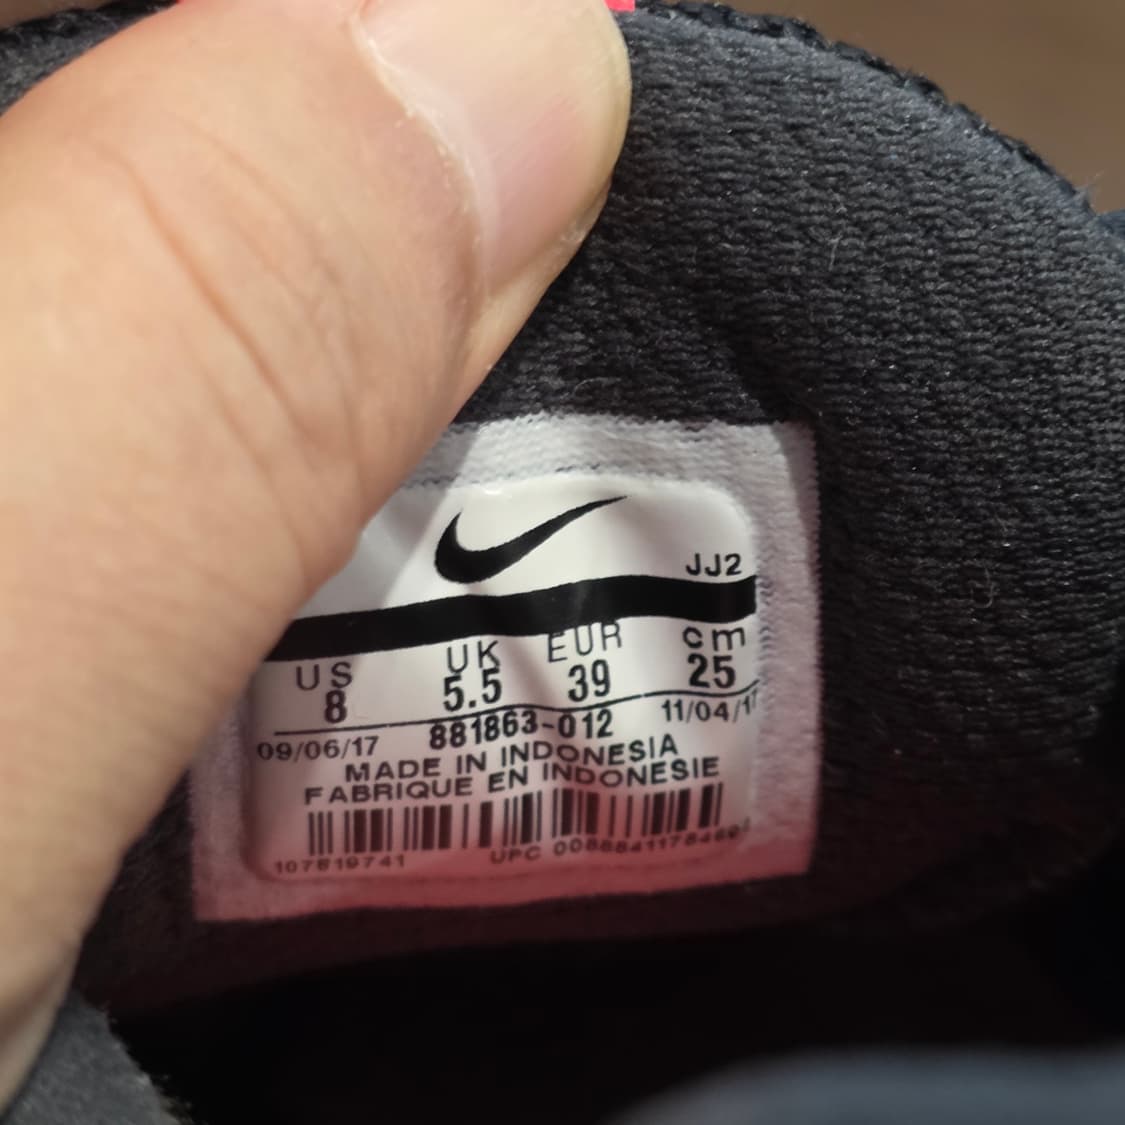 JJ2
US UK EUR cm
8 5.5 39 25
09/06/17 881863-012 11/04/17
MADE IN INDONESIA
FABRIQUE EN INDONESIE
107819741 UPC